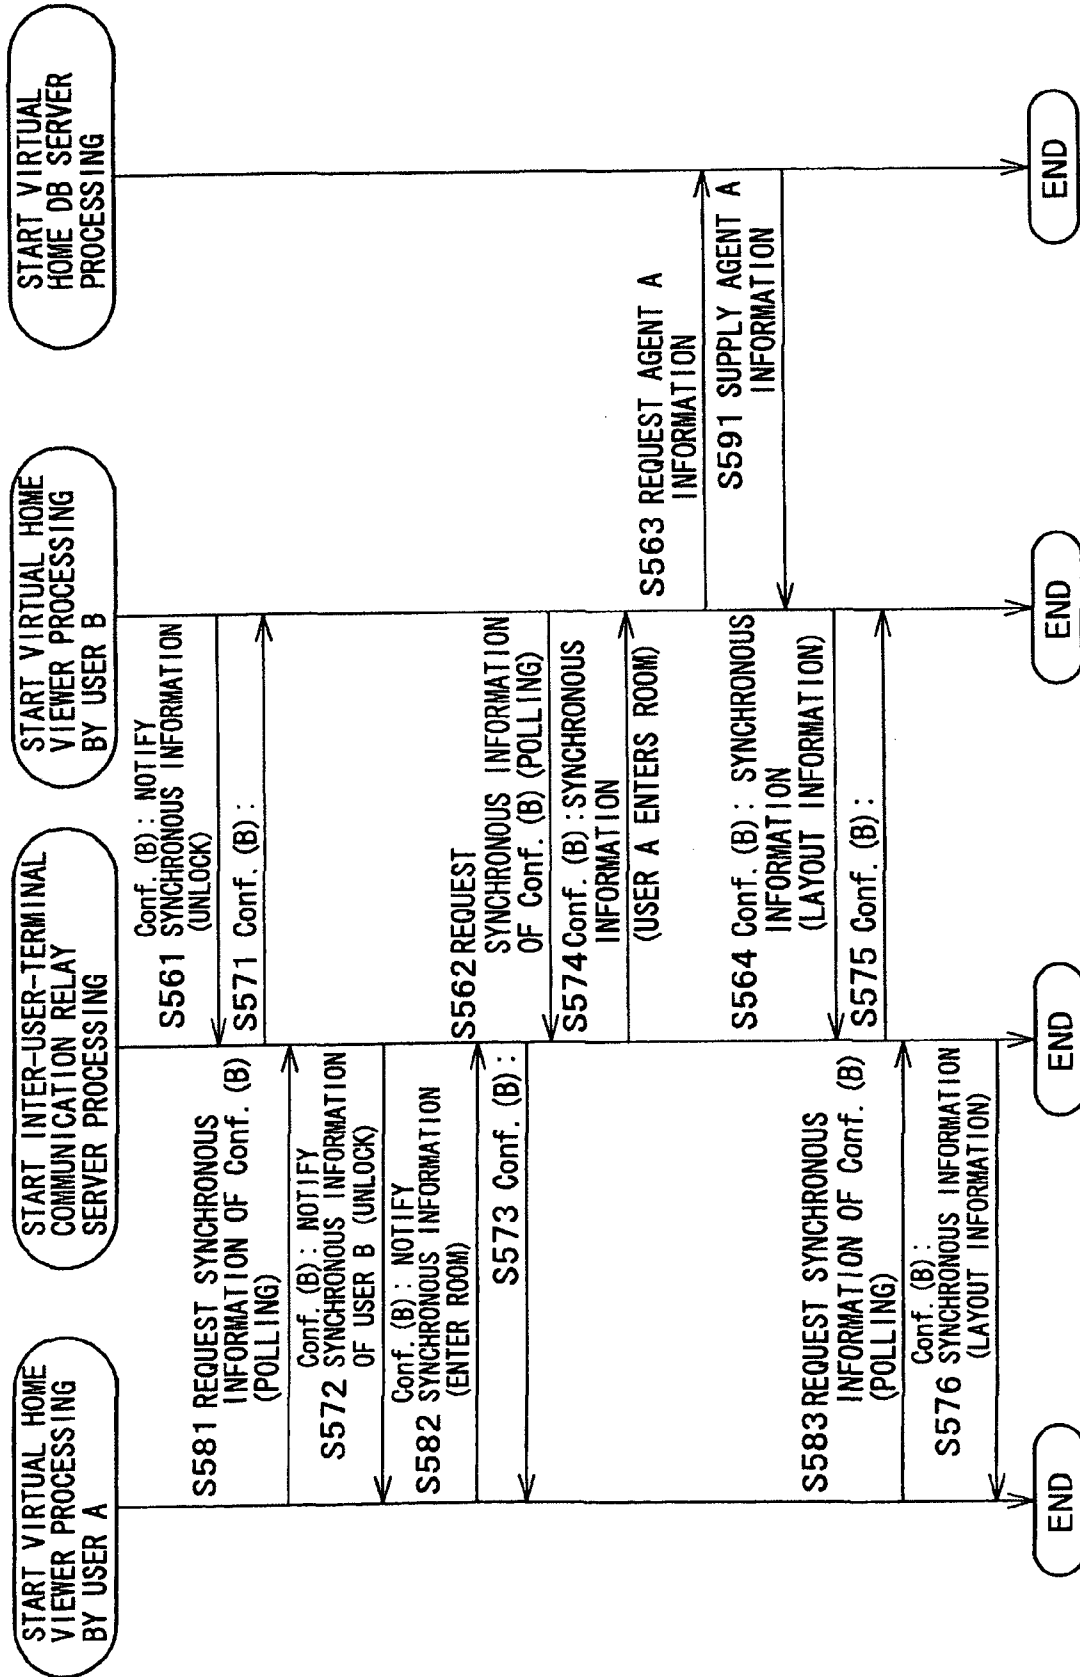 START VIRTUAL HOME
VIEWER PROCESSING
BY USER A
START INTER-USER-TERMINAL
COMMUNICATION RELAY
SERVER PROCESSING
START VIRTUAL HOME
VIEWER PROCESSING
BY USER B
START VIRTUAL
HOME DB SERVER
PROCESSING
Conf. (B): NOTIFY
S561 SYNCHRONOUS INFORMATION
(UNLOCK)
S571 Conf. (B):
S581 REQUEST SYNCHRONOUS
INFORMATION OF Conf. (B)
(POLLING)
Conf. (B): NOTIFY
S572 SYNCHRONOUS INFORMATION
OF USER B (UNLOCK)
Conf. (B): NOTIFY
S582 SYNCHRONOUS INFORMATION
(ENTER ROOM)
S573 Conf. (B):
S562 REQUEST
SYNCHRONOUS INFORMATION
OF Conf. (B) (POLLING)
S574 Conf. (B): SYNCHRONOUS
INFORMATION
(USER A ENTERS ROOM)
S563 REQUEST AGENT A
INFORMATION
S591 SUPPLY AGENT A
INFORMATION
S564 Conf. (B): SYNCHRONOUS
INFORMATION
(LAYOUT INFORMATION)
S575 Conf. (B):
S583 REQUEST SYNCHRONOUS
INFORMATION OF Conf. (B)
(POLLING)
Conf. (B):
S576 SYNCHRONOUS INFORMATION
(LAYOUT INFORMATION)
END
END
END
END